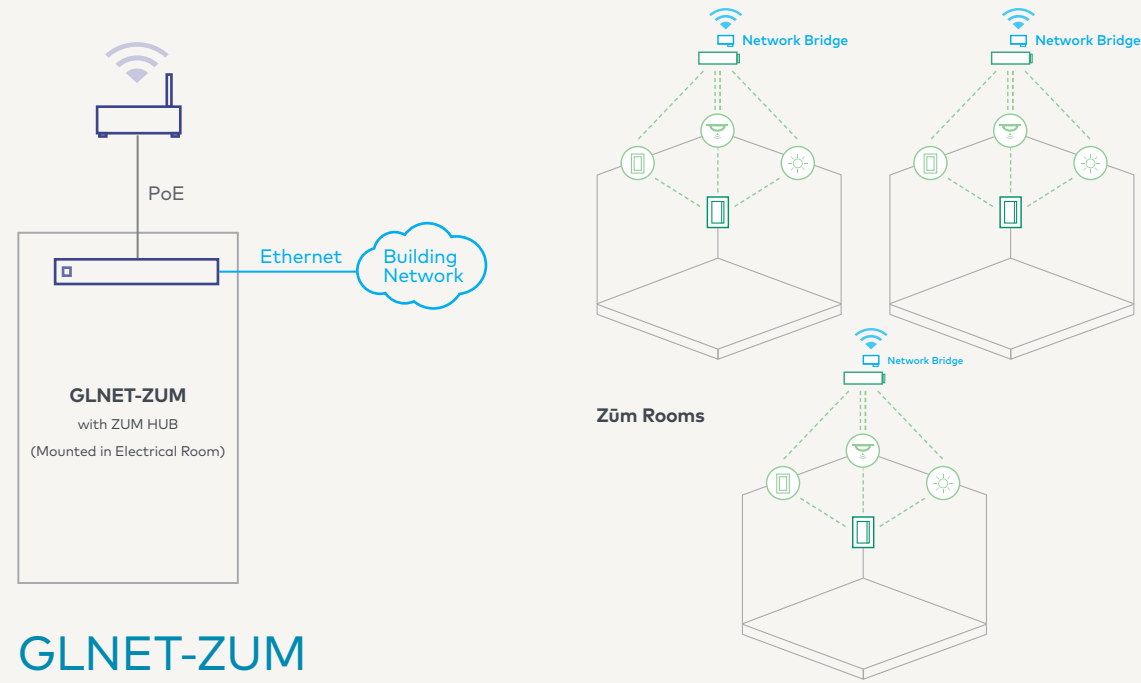 PoE
Ethernet
Building
Network
GLNET-ZUM
with ZUM HUB
(Mounted in Electrical Room)
GLNET-ZUM
Network Bridge
Network Bridge
Network Bridge
Zūm Rooms